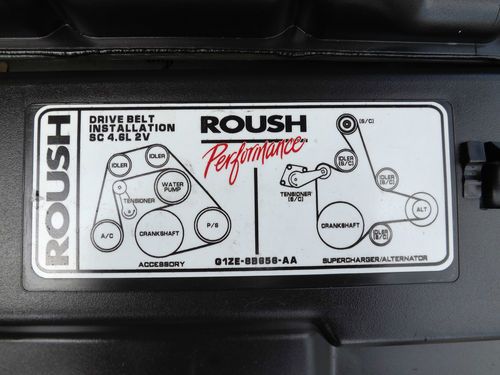 ROUSH
DRIVE BELT
INSTALLATION
SC 4.6L 2V
IDLER
IDLER
WATER
PUMP
TENSIONER
A/C
CRANKSHAFT
P/S
ACCESSORY
ROUSH
Performance
G1ZE-8B656-AA
(S/C)
IDLER
(S/C)
TENSIONER
(S/C)
IDLER
(S/C)
ALT
CRANKSHAFT
IDLER
(S/C)
SUPERCHARGER/ALTERNATOR